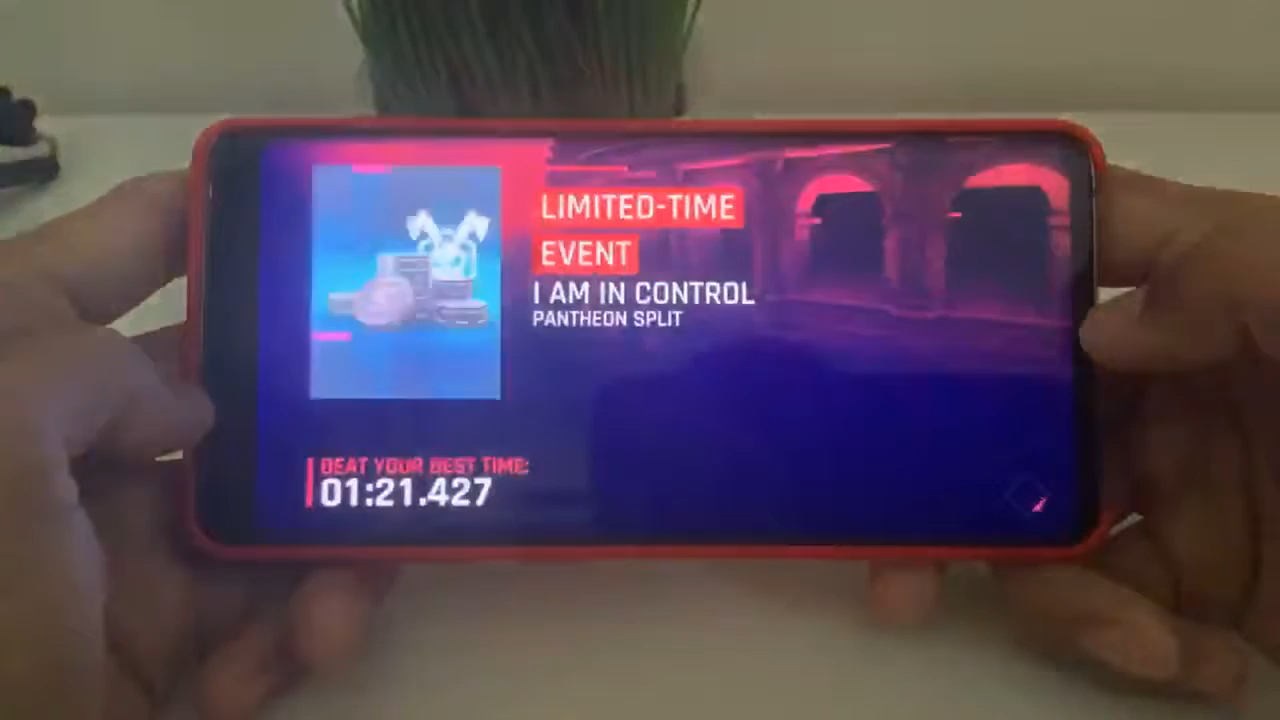 LIMITED-TIME
EVENT
I AM IN CONTROL
PANTHEON SPLIT
BEAT YOUR BEST TIME:
01:21.427